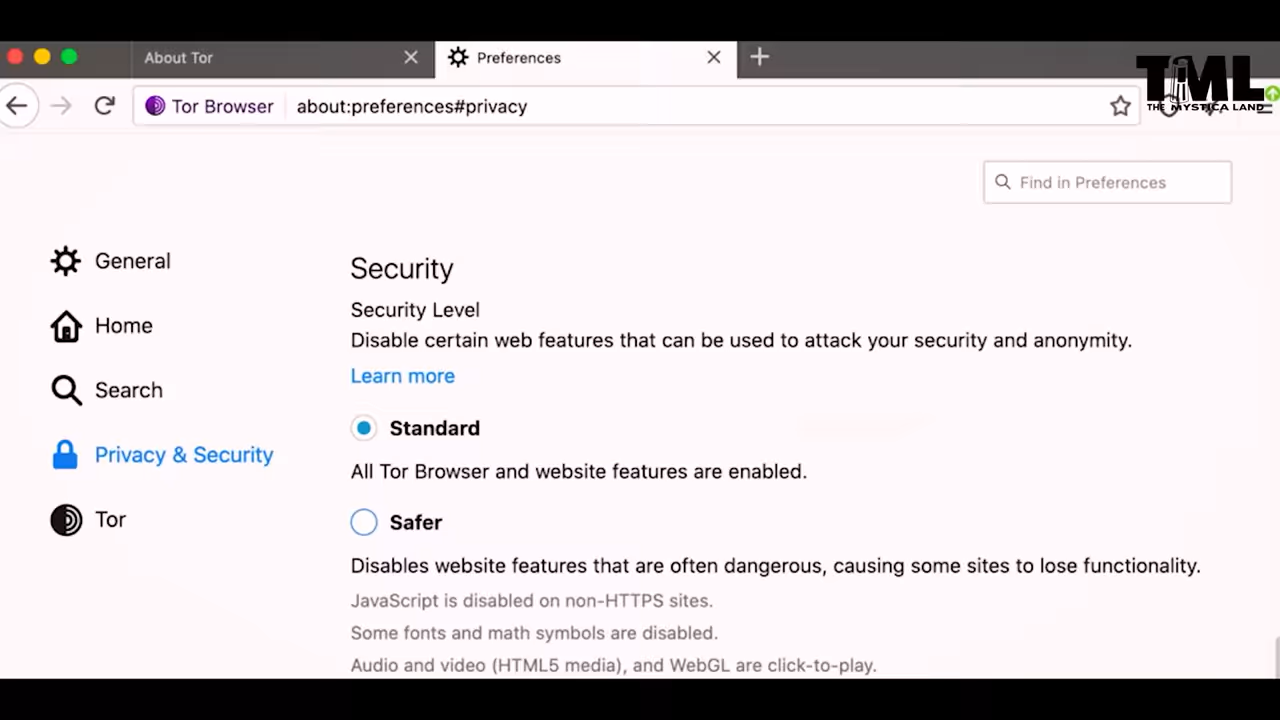 About Tor
Preferences
TML
THE MYSTICA LAND
Tor Browser
about:preferences#privacy
Find in Preferences
General
Home
Search
Privacy & Security
Tor
Security
Security Level
Disable certain web features that can be used to attack your security and anonymity.
Learn more
Standard
All Tor Browser and website features are enabled.
Safer
Disables website features that are often dangerous, causing some sites to lose functionality.
JavaScript is disabled on non-HTTPS sites.
Some fonts and math symbols are disabled.
Audio and video (HTML5 media), and WebGL are click-to-play.